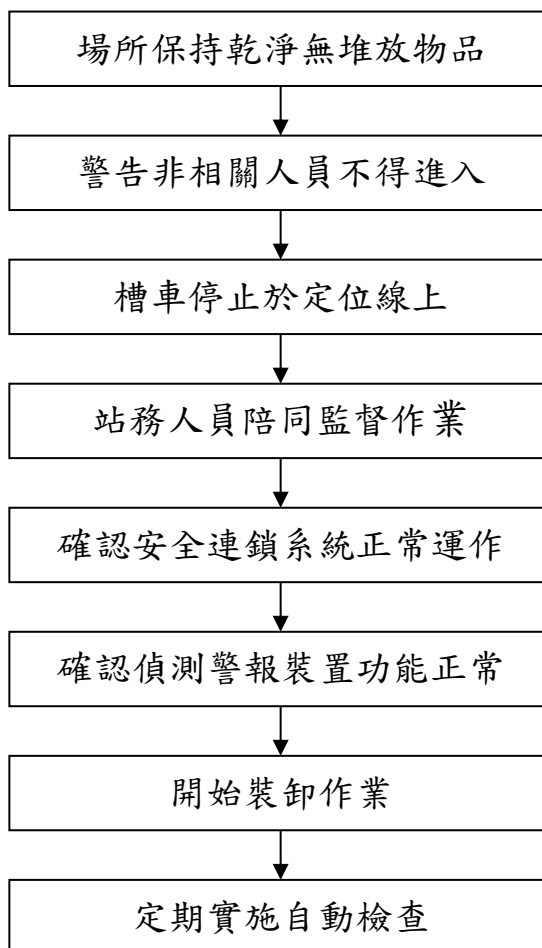 場所保持乾淨無堆放物品
警告非相關人員不得進入
槽車停止於定位線上
站務人員陪同監督作業
確認安全連鎖系統正常運作
確認偵測警報裝置功能正常
開始裝卸作業
定期實施自動檢查